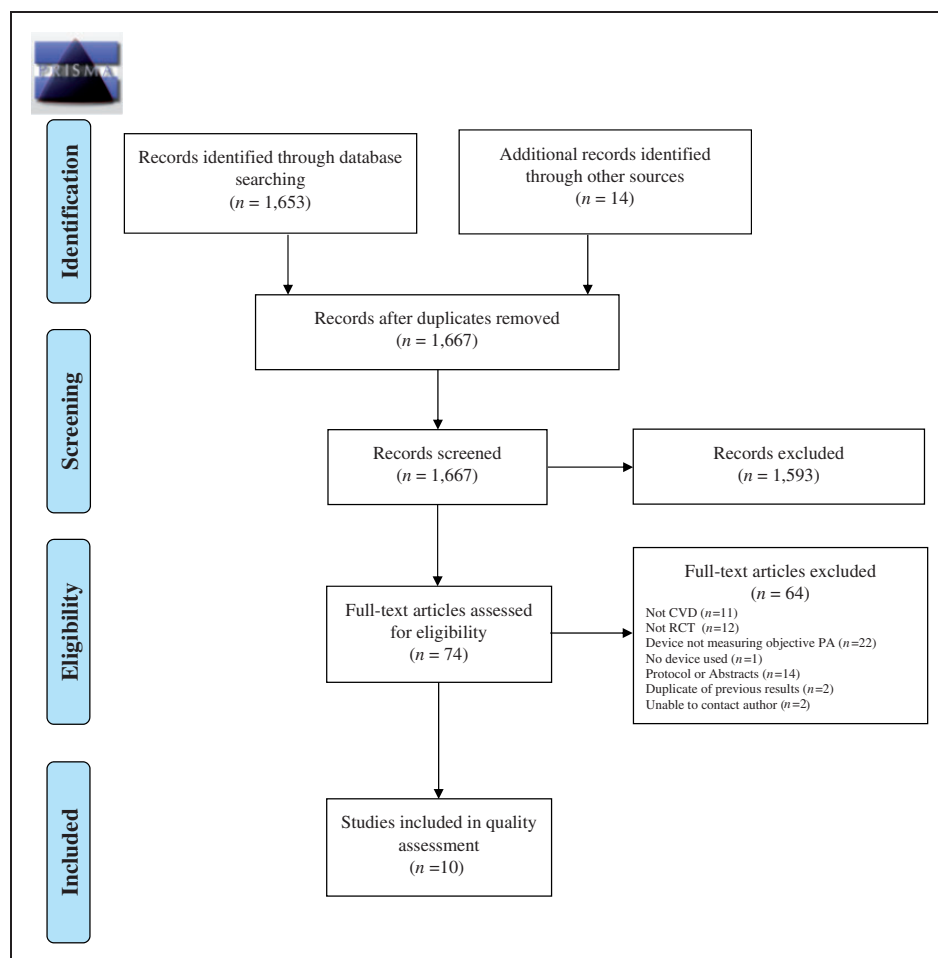 PRISMA
Identification
Records identified through database
searching
(n = 1,653)
Additional records identified
through other sources
(n = 14)
Records after duplicates removed
(n = 1,667)
Screening
Records screened
(n = 1,667)
Records excluded
(n = 1,593)
Eligibility
Full-text articles assessed
for eligibility
(n = 74)
Full-text articles excluded
(n = 64)
Not CVD (n=11)
Not RCT (n=12)
Device not measuring objective PA (n=22)
No device used (n=1)
Protocol or Abstracts (n=14)
Duplicate of previous results (n=2)
Unable to contact author (n=2)
Included
Studies included in quality
assessment
(n =10)